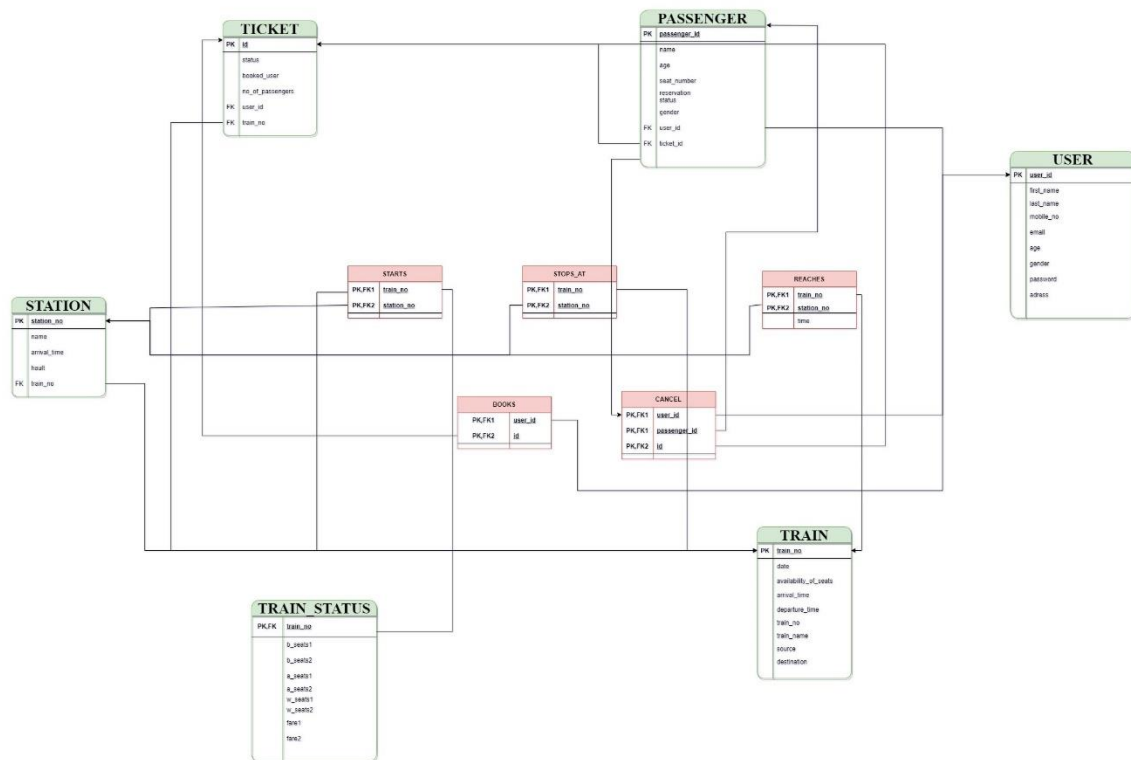 TICKET
PK id
status
booked_user
no_of_passengers
FK user_id
FK train_no
PASSENGER
PK passenger_id
name
age
seat_number
reservation
status
gender
FK user_id
FK ticket_id
USER
PK user_id
first_name
last_name
mobile_no
email
age
gender
password
adress
STARTS
PK,FK1 train_no
PK,FK2 station_no
STOPS_AT
PK,FK1 train_no
PK,FK2 station_no
REACHES
PK,FK1 train_no
PK,FK2 station_no
time
STATION
PK station_no
name
arrival_time
hault
FK train_no
BOOKS
PK,FK1 user_id
PK,FK2 id
CANCEL
PK,FK1 user_id
PK,FK1 passenger_id
PK,FK2 id
TRAIN
PK train_no
date
availability_of_seats
arrival_time
departure_time
train_no
train_name
source
destination
TRAIN_STATUS
PK,FK train_no
b_seats1
b_seats2
a_seats1
a_seats2
w_seats1
w_seats2
fare1
fare2